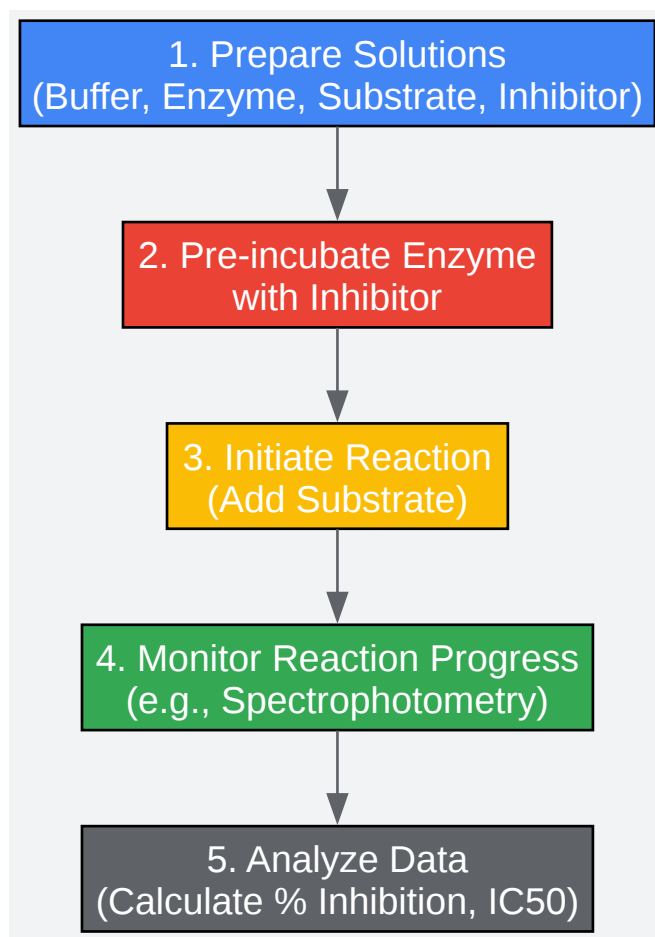 1. Prepare Solutions
(Buffer, Enzyme, Substrate, Inhibitor)
2. Pre-incubate Enzyme
with Inhibitor
3. Initiate Reaction
(Add Substrate)
4. Monitor Reaction Progress
(e.g., Spectrophotometry)
5. Analyze Data
(Calculate % Inhibition, IC50)